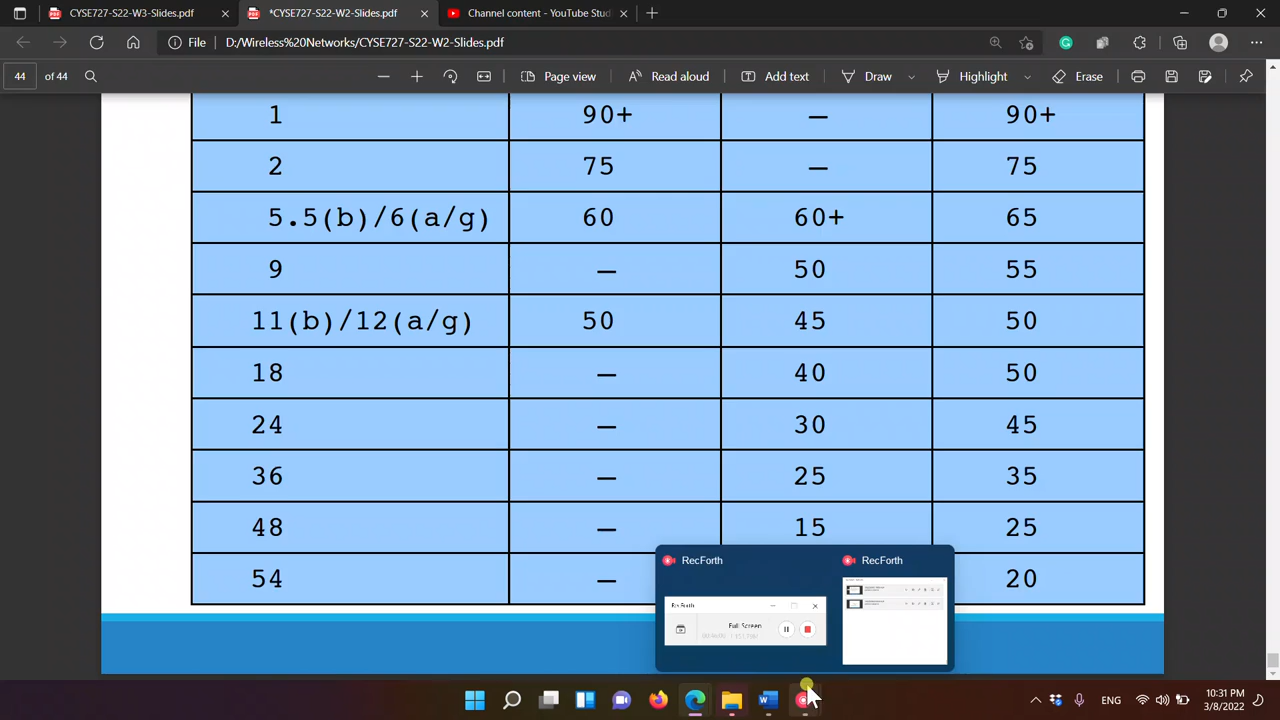 CYSE727-S22-W3-Slides.pdf
*CYSE727-S22-W2-Slides.pdf
Channel content - YouTube Stud
File
D:/Wireless%20Networks/CYSE727-S22-W2-Slides.pdf
44 of 44
Page view
Read aloud
Add text
Draw
Highlight
Erase
1 90+ — 90+
2 75 — 75
5.5(b)/6(a/g) 60 60+ 65
9 — 50 55
11(b)/12(a/g) 50 45 50
18 — 40 50
24 — 30 45
36 — 25 35
48 — 15 25
54 — 20
RecForth
RecForth
Full Screen
ENG
10:31 PM
3/8/2022